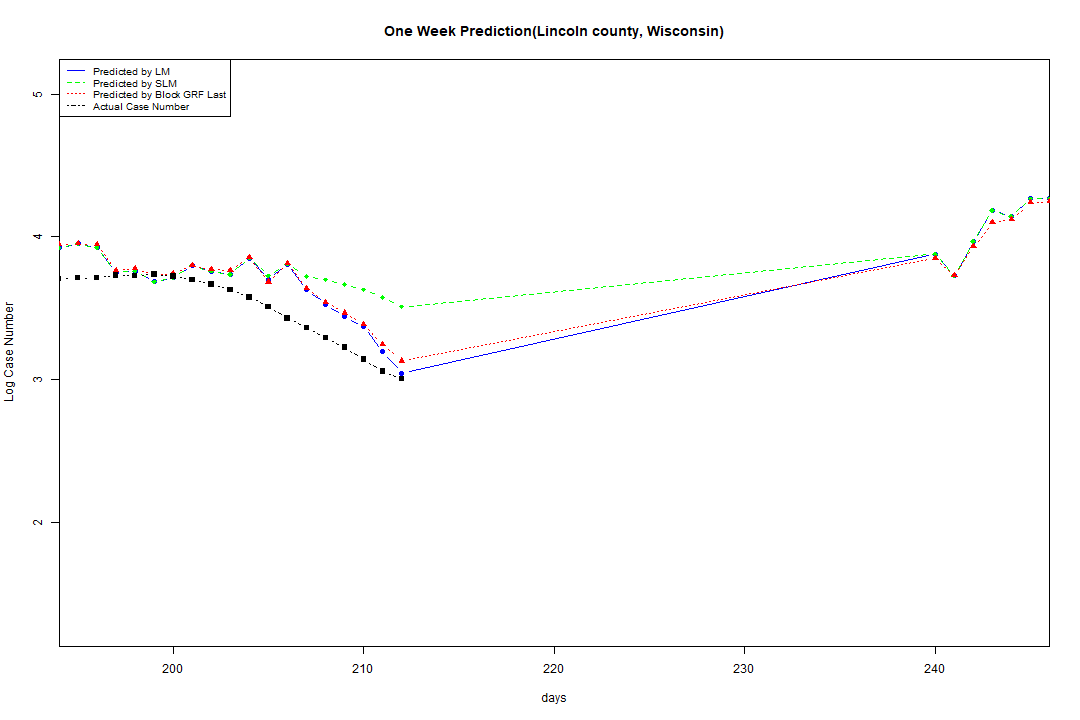 One Week Prediction(Lincoln county, Wisconsin)
Predicted by LM
Predicted by SLM
Predicted by Block GRF Last
Actual Case Number
5
4
3
2
Log Case Number
200 210 220 230 240
days